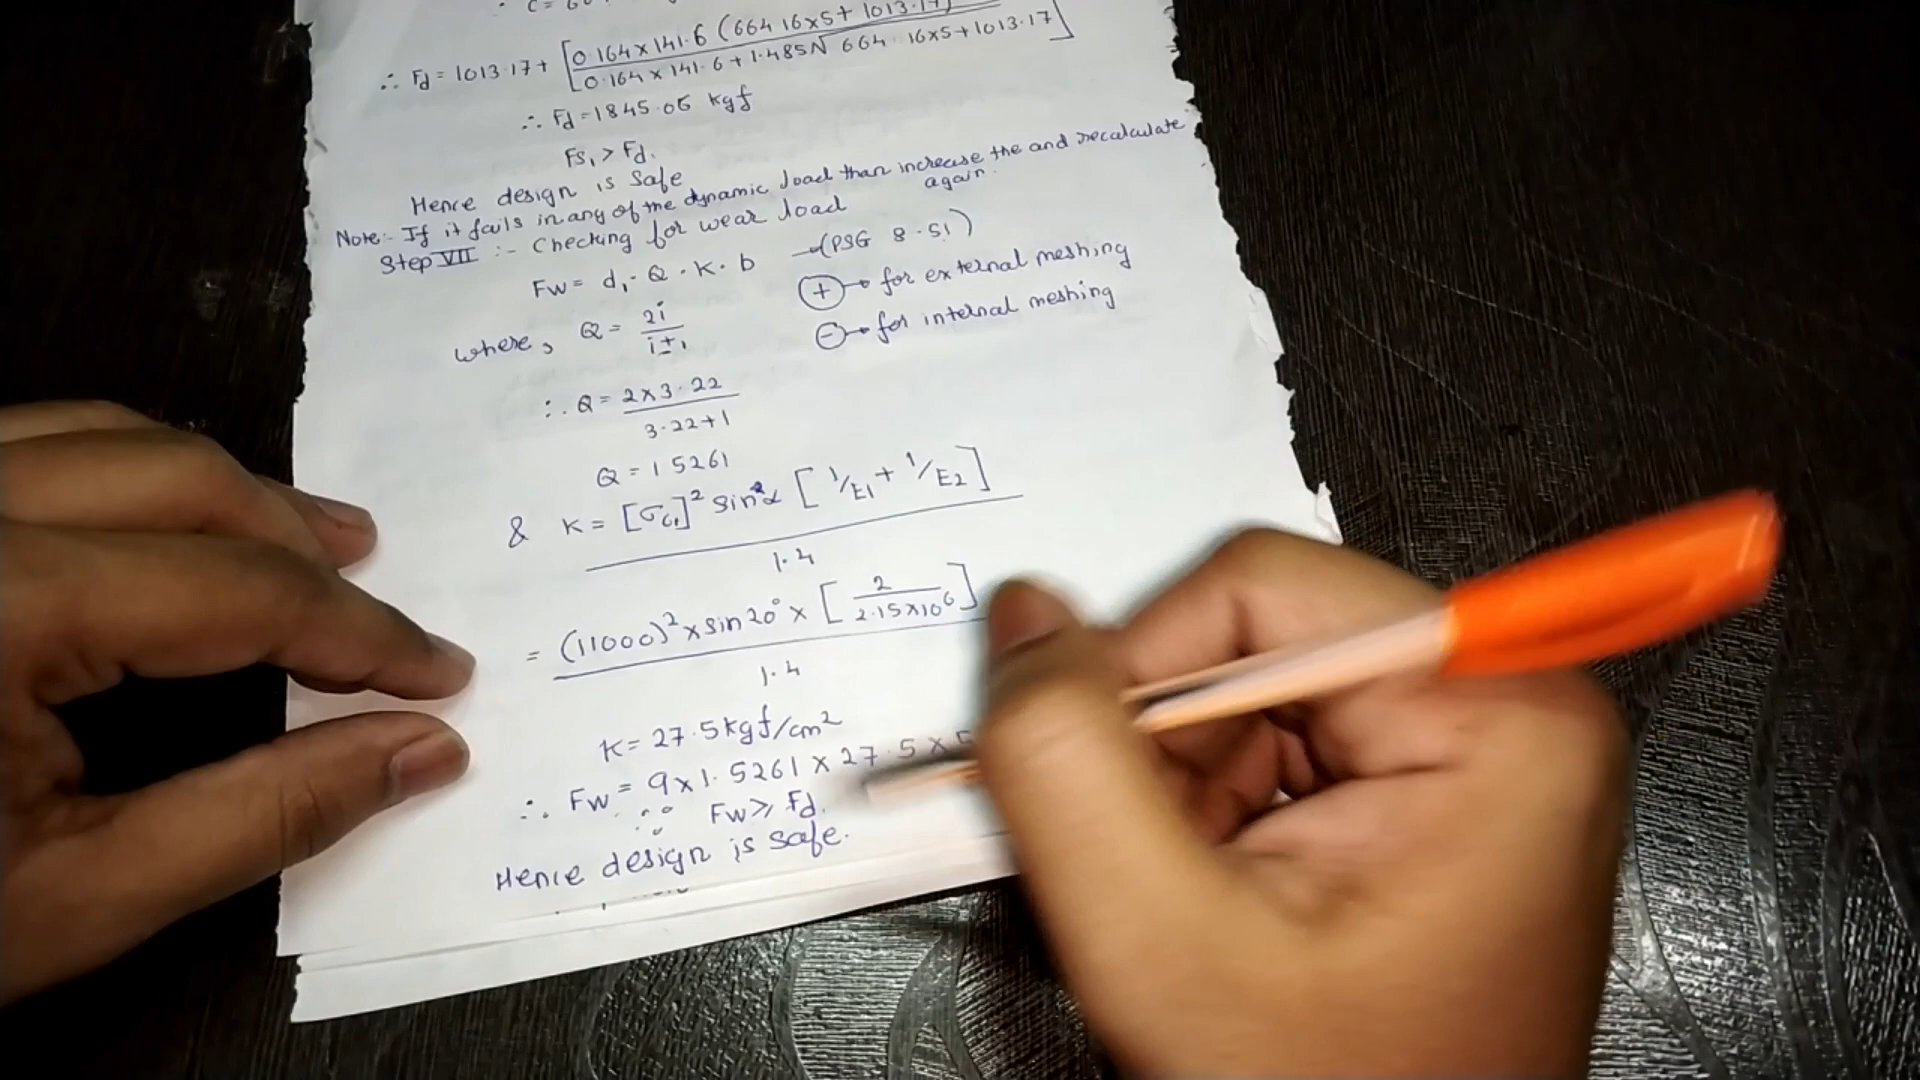 ∴ Fd = 1013.17 + [0.164 x 141.6 (664.16x5 + 1013.17)
0.164 x 141.6 + 1.485√ 664.16x5 + 1013.17]
∴ Fd = 1845.06 kgf
Fs1 > Fd.
Hence design is safe
Note:- If it fails in any of the dynamic load than increase the and recalculate
again.
Step VII :- Checking for wear load
Fw = d1 . Q . K . b → (PSG 8.51)
+ → for external meshing
where, Q = 2i / i±1
- → for internal meshing
∴ Q = 2x3.22 / 3.22+1
Q = 1.5261
& K = [σc1]² sin α [1/E1 + 1/E2]
1.4
= (11000)² x sin 20° x [2 / 2.15x10⁶]
1.4
K = 27.5 kgf/cm²
∴ Fw = 9x1.5261 x 27.5 x 5
∴ Fw ≥ Fd.
Hence design is safe.